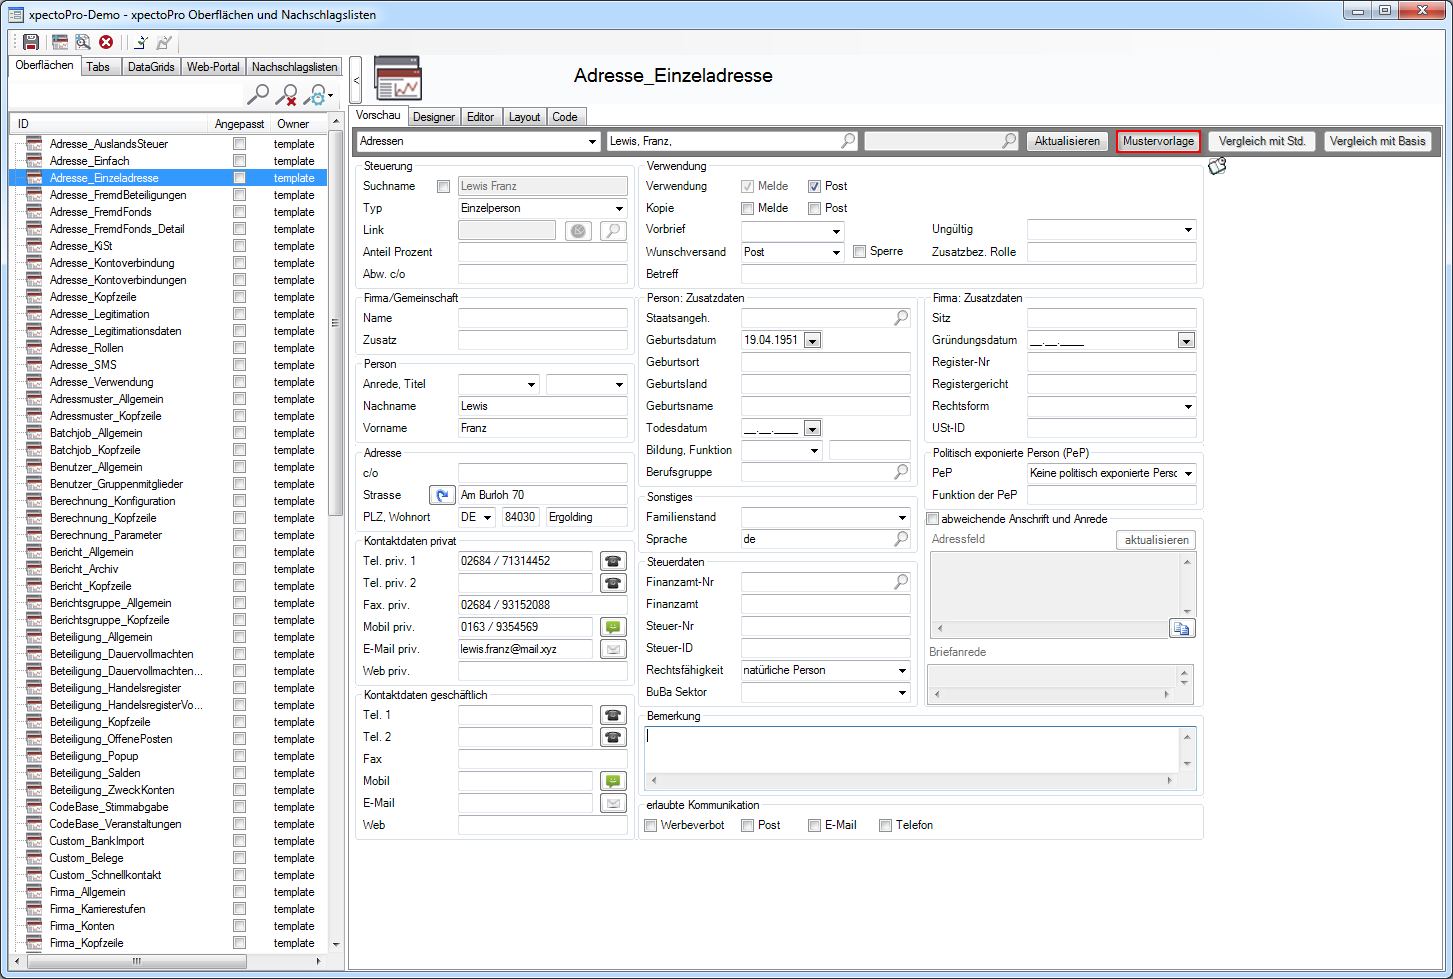 xpectoPro-Demo - xpectoPro Oberflächen und Nachschlagslisten
Oberflächen Tabs DataGrids Web-Portal Nachschlagslisten
ID Angepasst Owner
Adresse_AuslandsSteuer template
Adresse_Einfach template
Adresse_Einzeladresse template
Adresse_FremdBeteiligungen template
Adresse_FremdFonds template
Adresse_FremdFonds_Detail template
Adresse_KiSt template
Adresse_Kontoverbindung template
Adresse_Kontoverbindungen template
Adresse_Kopfzeile template
Adresse_Legitimation template
Adresse_Legitimationsdaten template
Adresse_Rollen template
Adresse_SMS template
Adresse_Verwendung template
Adressmuster_Allgemein template
Adressmuster_Kopfzeile template
Batchjob_Allgemein template
Batchjob_Kopfzeile template
Benutzer_Allgemein template
Benutzer_Gruppenmitglieder template
Berechnung_Konfiguration template
Berechnung_Kopfzeile template
Berechnung_Parameter template
Bericht_Allgemein template
Bericht_Archiv template
Bericht_Kopfzeile template
Berichtsgruppe_Allgemein template
Berichtsgruppe_Kopfzeile template
Beteiligung_Allgemein template
Beteiligung_Dauervollmachten template
Beteiligung_Dauervollmachten... template
Beteiligung_Handelsregister template
Beteiligung_HandelsregisterVo... template
Beteiligung_Kopfzeile template
Beteiligung_OffenePosten template
Beteiligung_Popup template
Beteiligung_Salden template
Beteiligung_ZweckKonten template
CodeBase_Stimmabgabe template
CodeBase_Veranstaltungen template
Custom_BankImport template
Custom_Belege template
Custom_Schnellkontakt template
Firma_Allgemein template
Firma_Karrierestufen template
Firma_Konten template
Firma_Kopfzeile template
<
Adresse_Einzeladresse
Vorschau Designer Editor Layout Code
Adressen Lewis, Franz, Aktualisieren Mustervorlage Vergleich mit Std. Vergleich mit Basis
Steuerung
Suchname Lewis Franz
Typ Einzelperson
Link
Anteil Prozent
Abw. c/o
Firma/Gemeinschaft
Name
Zusatz
Person
Anrede, Titel
Nachname Lewis
Vorname Franz
Adresse
c/o
Strasse Am Burloh 70
PLZ, Wohnort DE 84030 Ergolding
Kontaktdaten privat
Tel. priv. 1 02684 / 71314452
Tel. priv. 2
Fax. priv. 02684 / 93152088
Mobil priv. 0163 / 9354569
E-Mail priv. lewis.franz@mail.xyz
Web priv.
Kontaktdaten geschäftlich
Tel. 1
Tel. 2
Fax
Mobil
E-Mail
Web
Verwendung
Verwendung Melde Post
Kopie Melde Post
Vorbrief Ungültig
Wunschversand Post Sperre Zusatzbez. Rolle
Betreff
Person: Zusatzdaten
Staatsangeh.
Geburtsdatum 19.04.1951
Geburtsort
Geburtsland
Geburtsname
Todesdatum __.__.____
Bildung, Funktion
Berufsgruppe
Sonstiges
Familienstand
Sprache de
Steuerdaten
Finanzamt-Nr
Finanzamt
Steuer-Nr
Steuer-ID
Rechtsfähigkeit natürliche Person
BuBa Sektor
Firma: Zusatzdaten
Sitz
Gründungsdatum __.__.____
Register-Nr
Registergericht
Rechtsform
USt-ID
Politisch exponierte Person (PeP)
PeP Keine politisch exponierte Persc
Funktion der PeP
abweichende Anschrift und Anrede
Adressfeld aktualisieren
Briefanrede
Bemerkung
erlaubte Kommunikation
Werbeverbot Post E-Mail Telefon